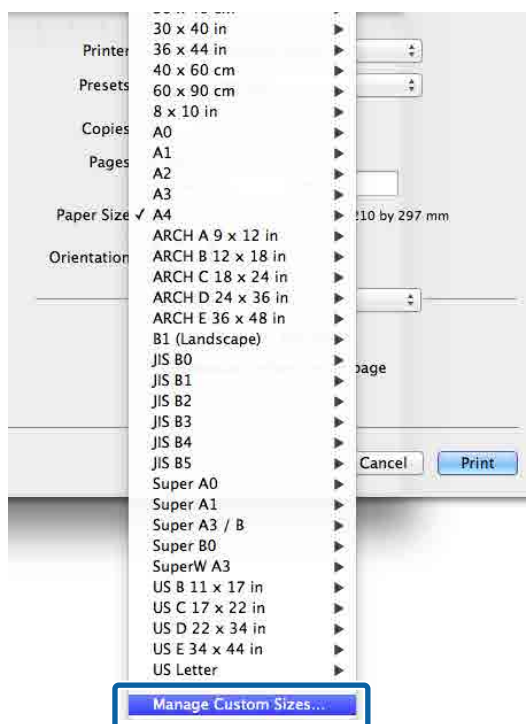 Printer
Presets
Copies
Pages
Paper Size
210 by 297 mm
Orientation
page
Cancel
Print
30 x 40 in
36 x 44 in
40 x 60 cm
60 x 90 cm
8 x 10 in
A0
A1
A2
A3
✓ A4
ARCH A 9 x 12 in
ARCH B 12 x 18 in
ARCH C 18 x 24 in
ARCH D 24 x 36 in
ARCH E 36 x 48 in
B1 (Landscape)
JIS B0
JIS B1
JIS B2
JIS B3
JIS B4
JIS B5
Super A0
Super A1
Super A3 / B
Super B0
SuperW A3
US B 11 x 17 in
US C 17 x 22 in
US D 22 x 34 in
US E 34 x 44 in
US Letter
Manage Custom Sizes...